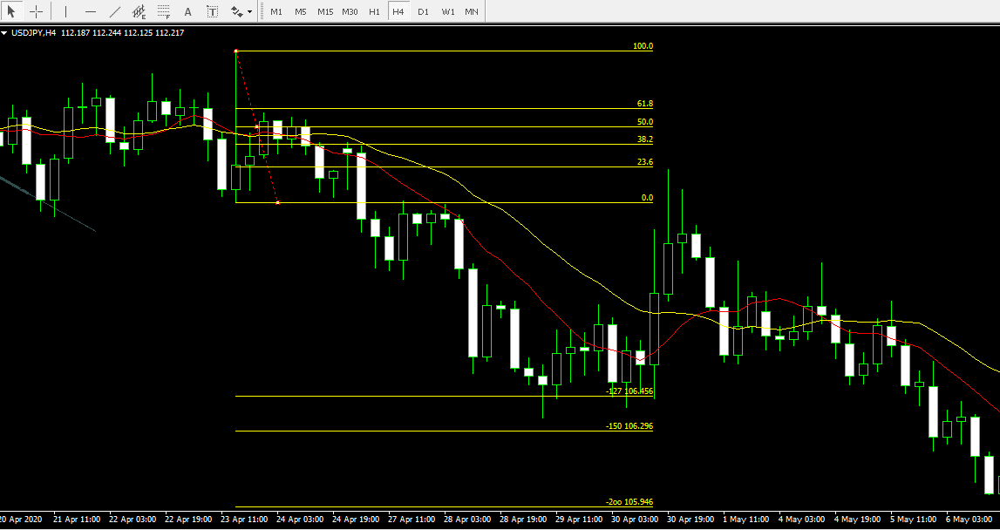 E F A T M1 M5 M15 M30 H1 H4 D1 W1 MN
USDJPY,H4 112.187 112.244 112.125 112.217
100.0
61.8
50.0
38.2
23.6
0.0
-127 106.456
-150 106.296
-2oo 105.946
20 Apr 2020 21 Apr 11:00 22 Apr 03:00 22 Apr 19:00 23 Apr 11:00 24 Apr 03:00 24 Apr 19:00 27 Apr 11:00 28 Apr 03:00 28 Apr 19:00 29 Apr 11:00 30 Apr 03:00 30 Apr 19:00 1 May 11:00 4 May 03:00 4 May 19:00 5 May 11:00 6 May 03:00